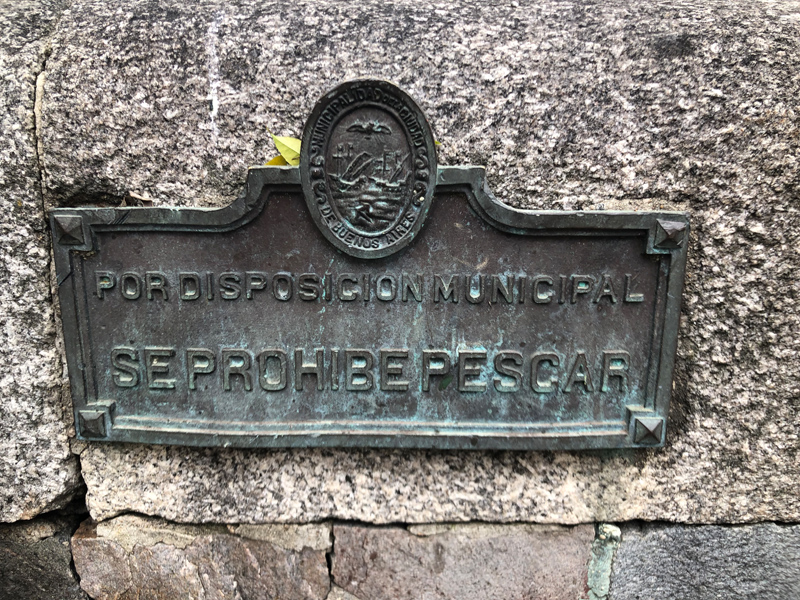 MUNICIPALIDAD DE LA CIUDAD
DE BUENOS AIRES
POR DISPOSICION MUNICIPAL
SE PROHIBE PESCAR